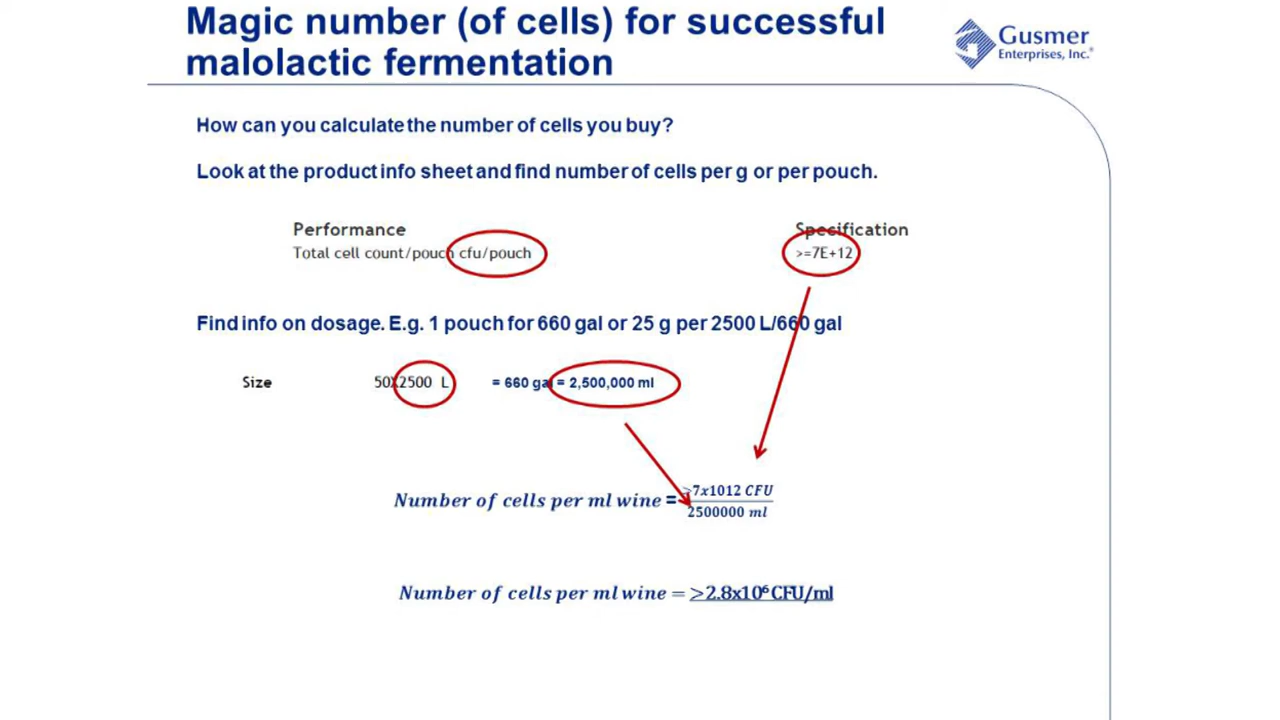 Magic number (of cells) for successful
malolactic fermentation
Gusmer
Enterprises, Inc.®
How can you calculate the number of cells you buy?
Look at the product info sheet and find number of cells per g or per pouch.
Performance Specification
Total cell count/pouch cfu/pouch >=7E+12
Find info on dosage. E.g. 1 pouch for 660 gal or 25 g per 2500 L/660 gal
Size 50X2500 L = 660 gal = 2,500,000 ml
>7x1012 CFU
Number of cells per ml wine =
2500000 ml
Number of cells per ml wine = >2.8x10⁶ CFU/ml